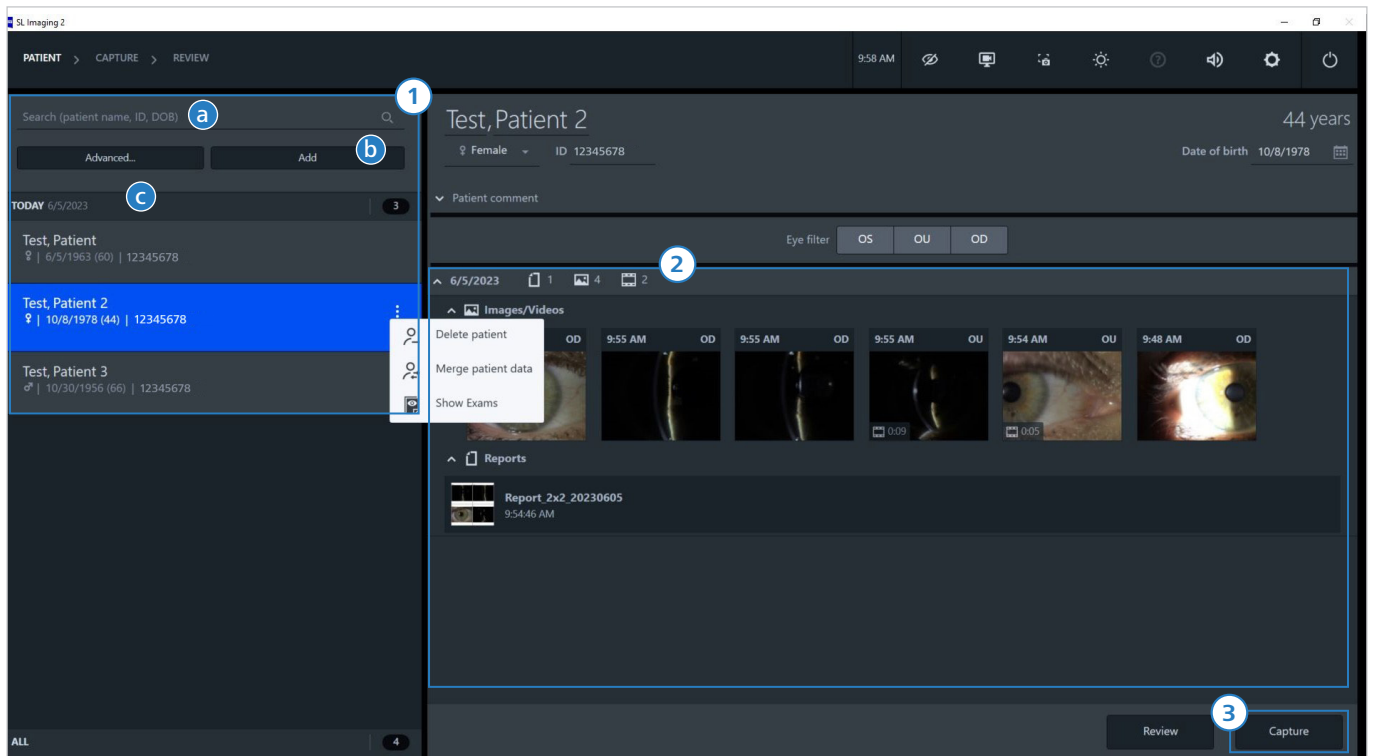 SL Imaging 2
PATIENT > CAPTURE > REVIEW
9:58 AM
1
Search (patient name, ID, DOB)
a
Advanced...
Add
b
c
TODAY 6/5/2023
3
Test, Patient
♀ | 6/5/1963 (60) | 12345678
Test, Patient 2
♀ | 10/8/1978 (44) | 12345678
Test, Patient 3
♂ | 10/30/1956 (66) | 12345678
Delete patient
Merge patient data
Show Exams
ALL
4
Test, Patient 2
44 years
♀ Female
ID 12345678
Date of birth 10/8/1978
Patient comment
Eye filter OS OU OD
2
6/5/2023 1 4 2
Images/Videos
OD
9:55 AM OD
9:55 AM OD
9:55 AM OU
0:09
9:54 AM OU
0:05
9:48 AM OD
Reports
Report_2x2_20230605
9:54:46 AM
3
Review
Capture